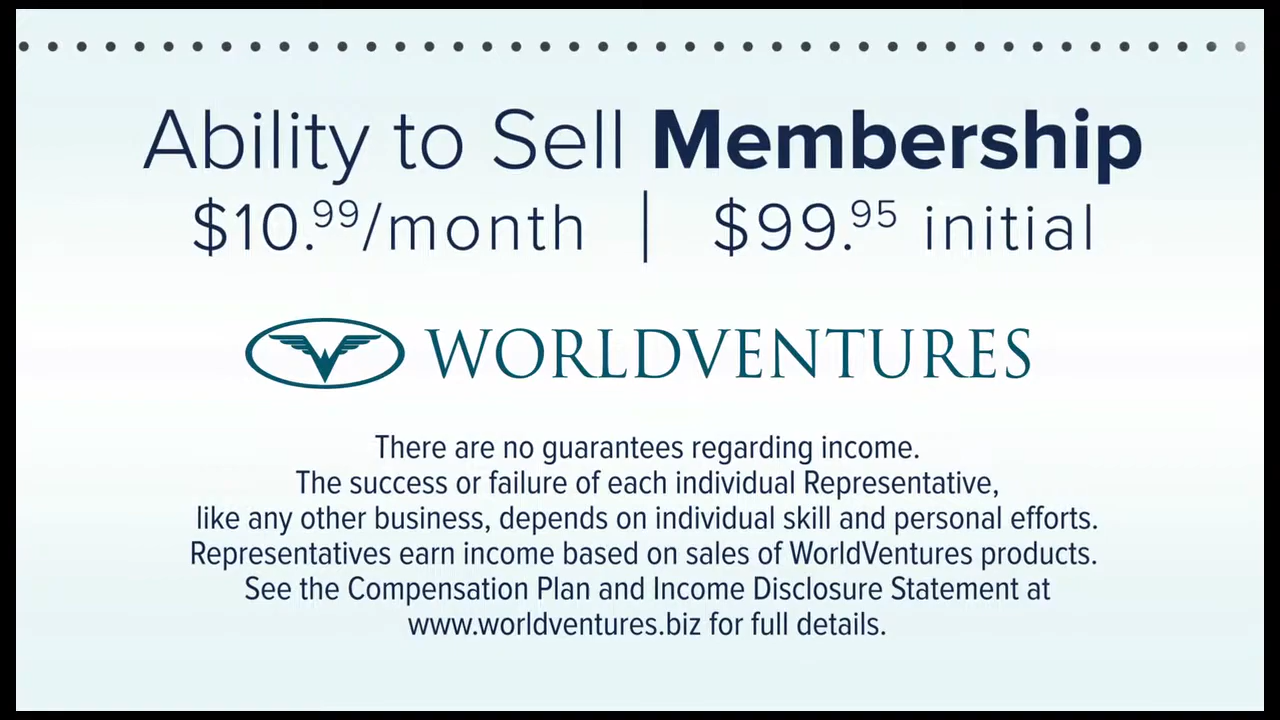 Ability to Sell Membership
$10.99/month | $99.95 initial
WORLDVENTURES
There are no guarantees regarding income.
The success or failure of each individual Representative,
like any other business, depends on individual skill and personal efforts.
Representatives earn income based on sales of WorldVentures products.
See the Compensation Plan and Income Disclosure Statement at
www.worldventures.biz for full details.